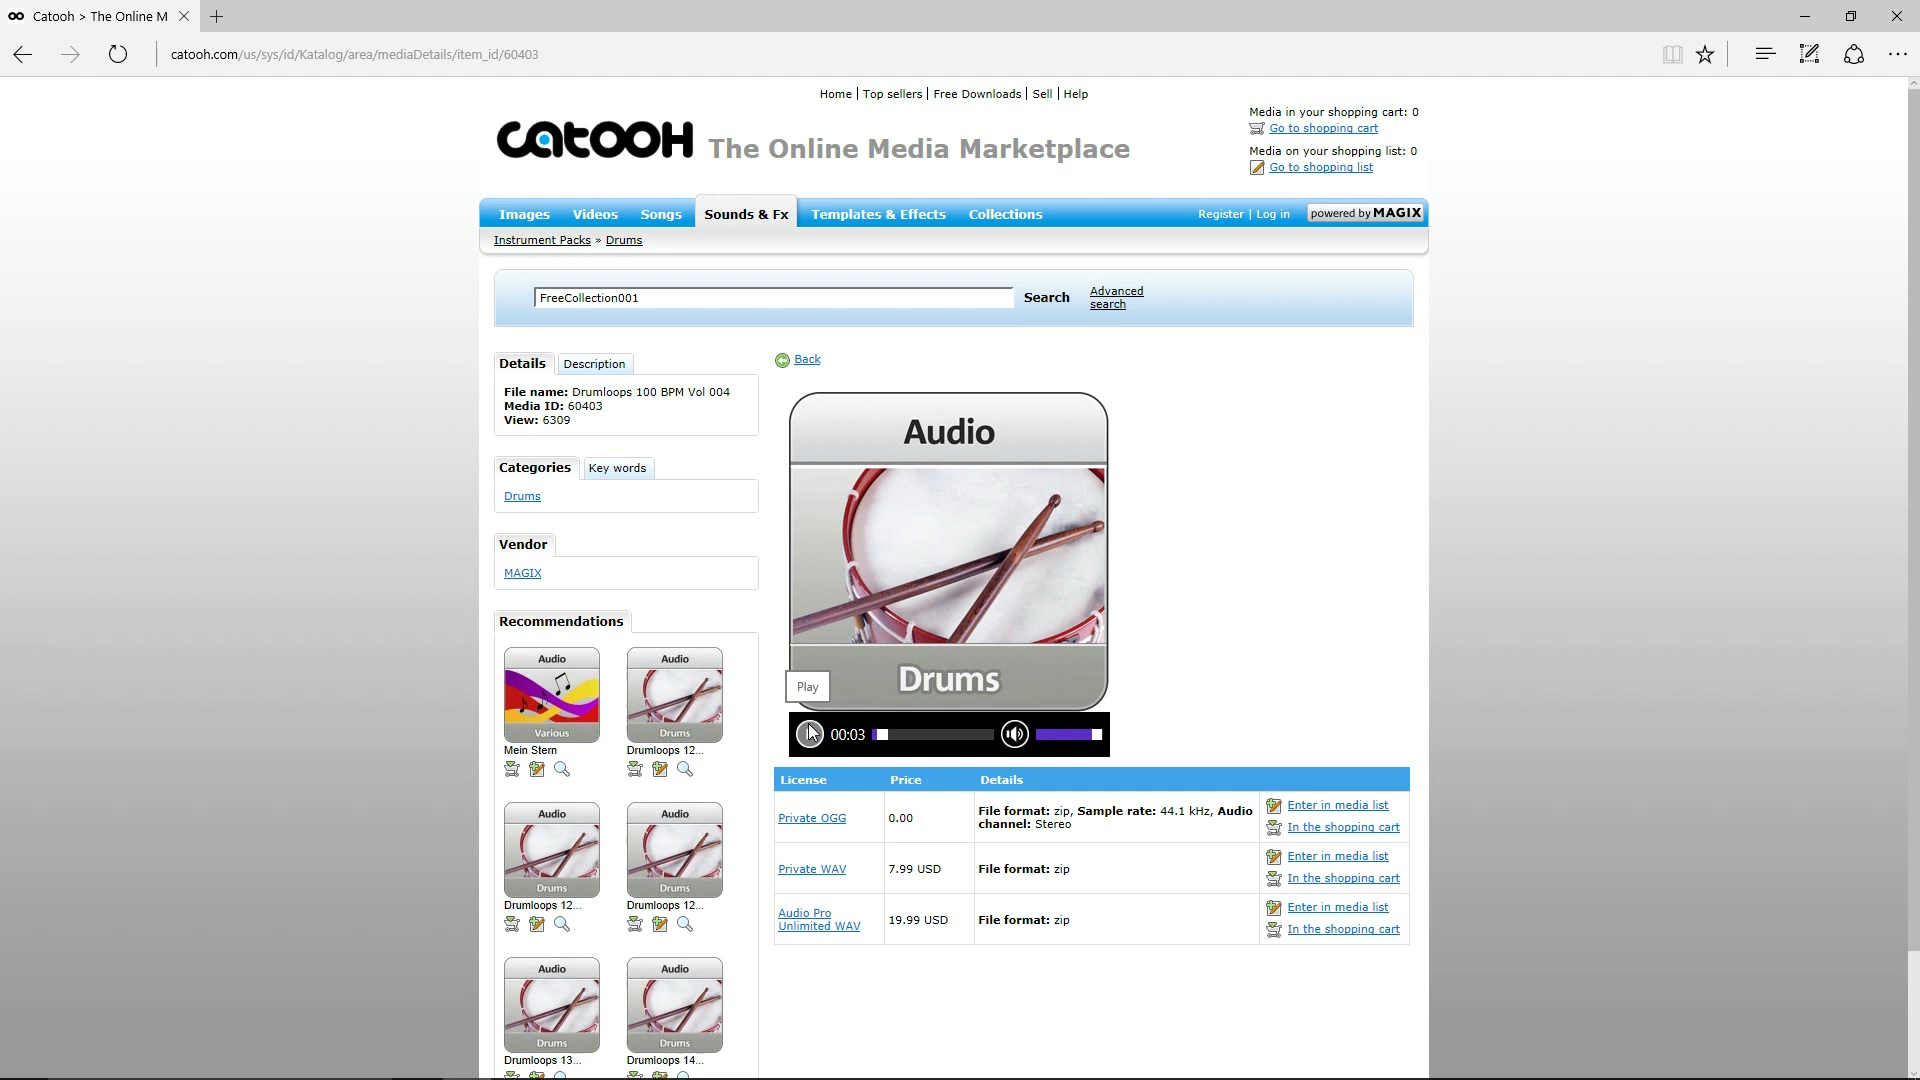 Catooh > The Online M
catooh.com/us/sys/id/Katalog/area/mediaDetails/item_id/60403
Home | Top sellers | Free Downloads | Sell | Help
catooh The Online Media Marketplace
Media in your shopping cart: 0
Go to shopping cart
Media on your shopping list: 0
Go to shopping list
Images Videos Songs Sounds & Fx Templates & Effects Collections Register | Log in powered by MAGIX
Instrument Packs » Drums
FreeCollection001 Search Advanced
search
Details Description
File name: Drumloops 100 BPM Vol 004
Media ID: 60403
View: 6309
Categories Key words
Drums
Vendor
MAGIX
Recommendations
Audio
Various
Mein Stern
Audio
Drums
Drumloops 12...
Audio
Drums
Drumloops 12...
Audio
Drums
Drumloops 12...
Audio
Drums
Drumloops 13...
Audio
Drums
Drumloops 14...
Back
Audio
Drums
Play
00:03
License Price Details
Private OGG 0.00 File format: zip, Sample rate: 44.1 kHz, Audio
channel: Stereo
Enter in media list
In the shopping cart
Private WAV 7.99 USD File format: zip
Enter in media list
In the shopping cart
Audio Pro
Unlimited WAV 19.99 USD File format: zip
Enter in media list
In the shopping cart